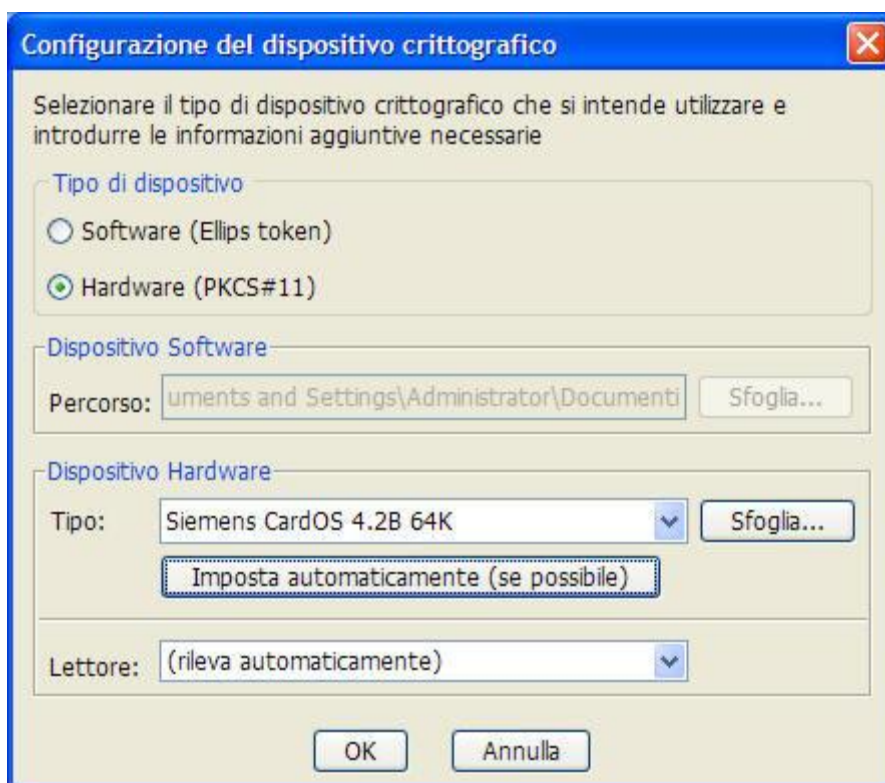 Configurazione del dispositivo crittografico
Selezionare il tipo di dispositivo crittografico che si intende utilizzare e
introdurre le informazioni aggiuntive necessarie
Tipo di dispositivo
Software (Ellips token)
Hardware (PKCS#11)
Dispositivo Software
Percorso: uments and Settings\Administrator\Documenti Sfoglia...
Dispositivo Hardware
Tipo: Siemens CardOS 4.2B 64K Sfoglia...
Imposta automaticamente (se possibile)
Lettore: (rileva automaticamente)
OK Annulla